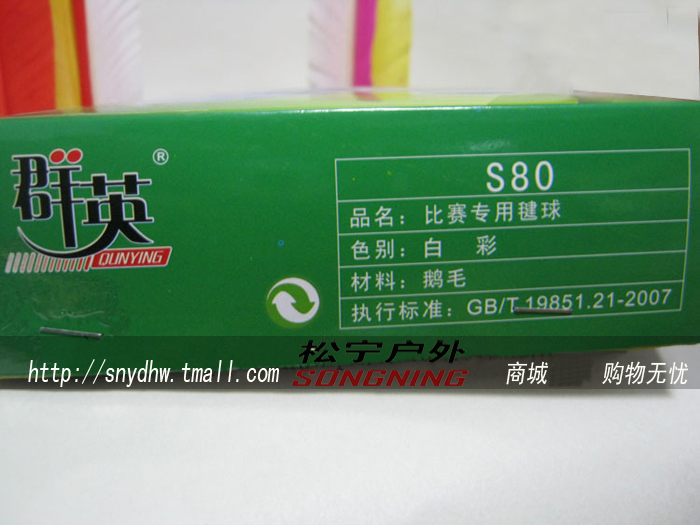 群英®
QUNYING
S80
品名：比赛专用毽球
色别：白 彩
材料：鹅毛
执行标准：GB/T 19851.21-2007
松宁户外
http://snydhw.tmall.com SONGNING 商城 购物无忧